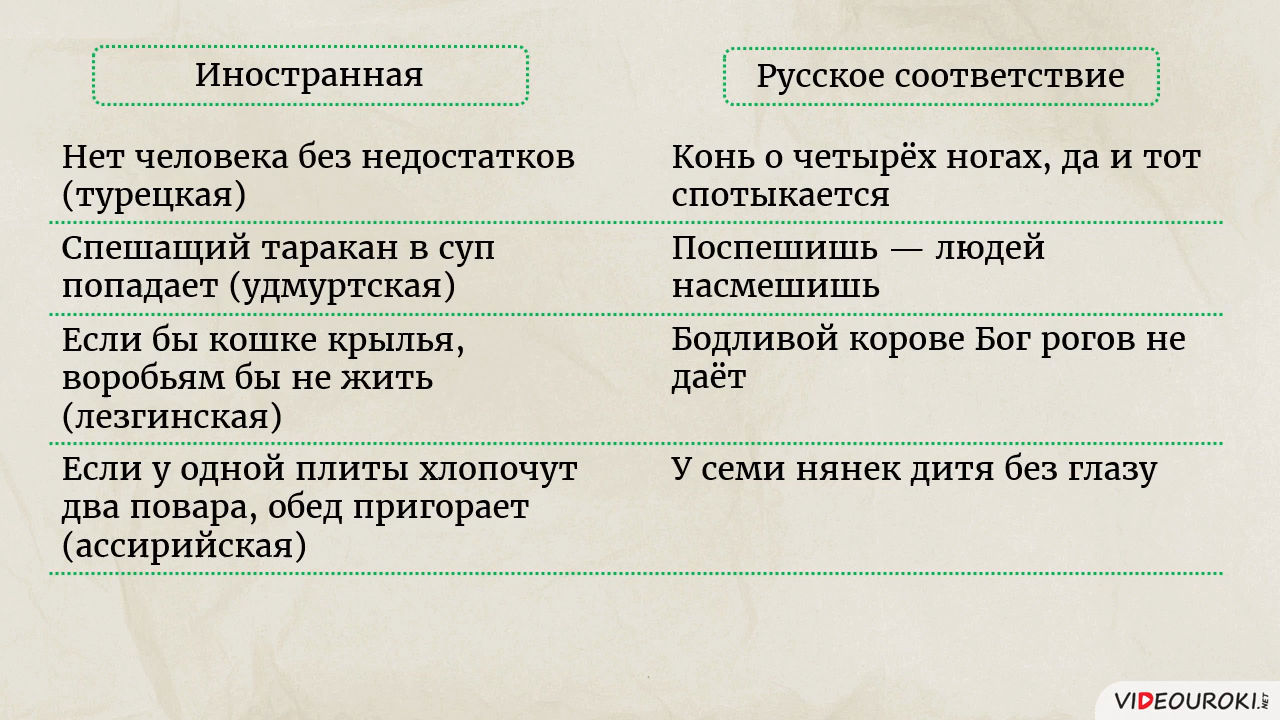 Иностранная
Русское соответствие
Нет человека без недостатков
(турецкая)
Конь о четырёх ногах, да и тот
спотыкается
Спешащий таракан в суп
попадает (удмуртская)
Поспешишь — людей
насмешишь
Если бы кошке крылья,
воробьям бы не жить
(лезгинская)
Бодливой корове Бог рогов не
даёт
Если у одной плиты хлопочут
два повара, обед пригорает
(ассирийская)
У семи нянек дитя без глазу
VIDEOUROKI.NET